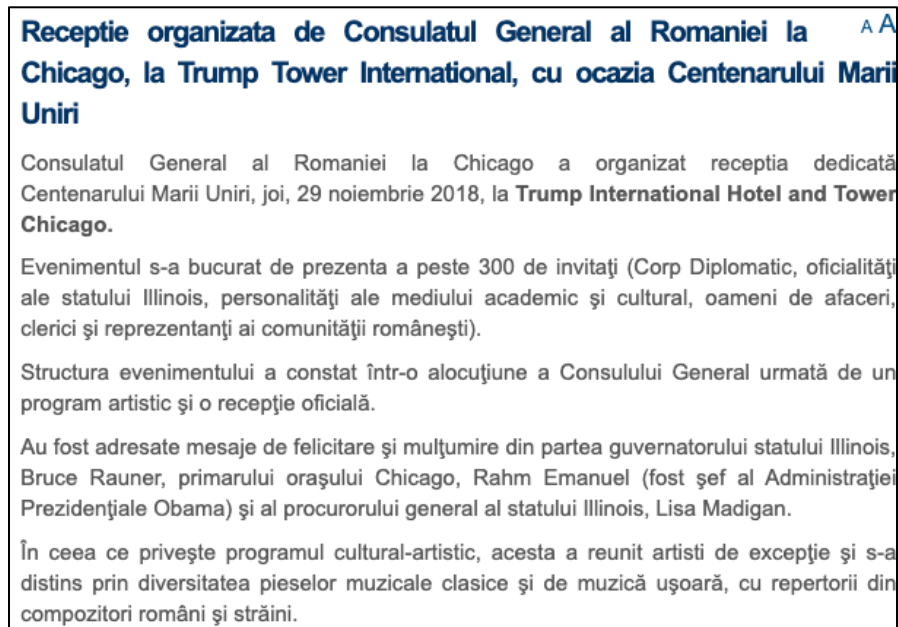 Receptie organizata de Consulatul General al Romaniei la A A
Chicago, la Trump Tower International, cu ocazia Centenarului Marii
Uniri
Consulatul General al Romaniei la Chicago a organizat receptia dedicată
Centenarului Marii Uniri, joi, 29 noiembrie 2018, la Trump International Hotel and Tower
Chicago.
Evenimentul s-a bucurat de prezenta a peste 300 de invitaţi (Corp Diplomatic, oficialităţi
ale statului Illinois, personalităţi ale mediului academic şi cultural, oameni de afaceri,
clerici şi reprezentanţi ai comunităţii româneşti).
Structura evenimentului a constat într-o alocuţiune a Consulului General urmată de un
program artistic şi o recepţie oficială.
Au fost adresate mesaje de felicitare şi mulţumire din partea guvernatorului statului Illinois,
Bruce Rauner, primarului oraşului Chicago, Rahm Emanuel (fost şef al Administraţiei
Prezidenţiale Obama) şi al procurorului general al statului Illinois, Lisa Madigan.
În ceea ce priveşte programul cultural-artistic, acesta a reunit artisti de excepţie şi s-a
distins prin diversitatea pieselor muzicale clasice şi de muzică uşoară, cu repertorii din
compozitori români şi străini.